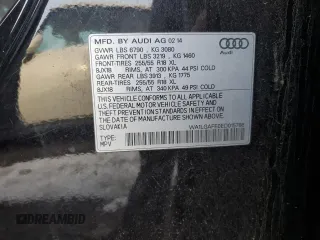 MFD. BY AUDI AG 02 14
GVWR LBS 6790 , KG 3080
GAWR FRONT LBS 3219 , KG 1460
FRONT-TIRES 255/55 R18 XL
8JX18 RIMS, AT 300 KPA 44 PSI COLD
GAWR REAR LBS 3913 , KG 1775
REAR-TIRES 255/55 R18 XL
8JX18 RIMS, AT 340 KPA 49 PSI COLD
THIS VEHICLE CONFORMS TO ALL APPLICABLE
U.S.FEDERAL MOTOR VEHICLE SAFETY, BUMPER,
AND THEFT PREVENTION STANDARDS IN EFFECT
ON THE DATE OF MANUFACTURE SHOWN ABOVE
SLOVAKIA
TYPE:
MPV
Audi